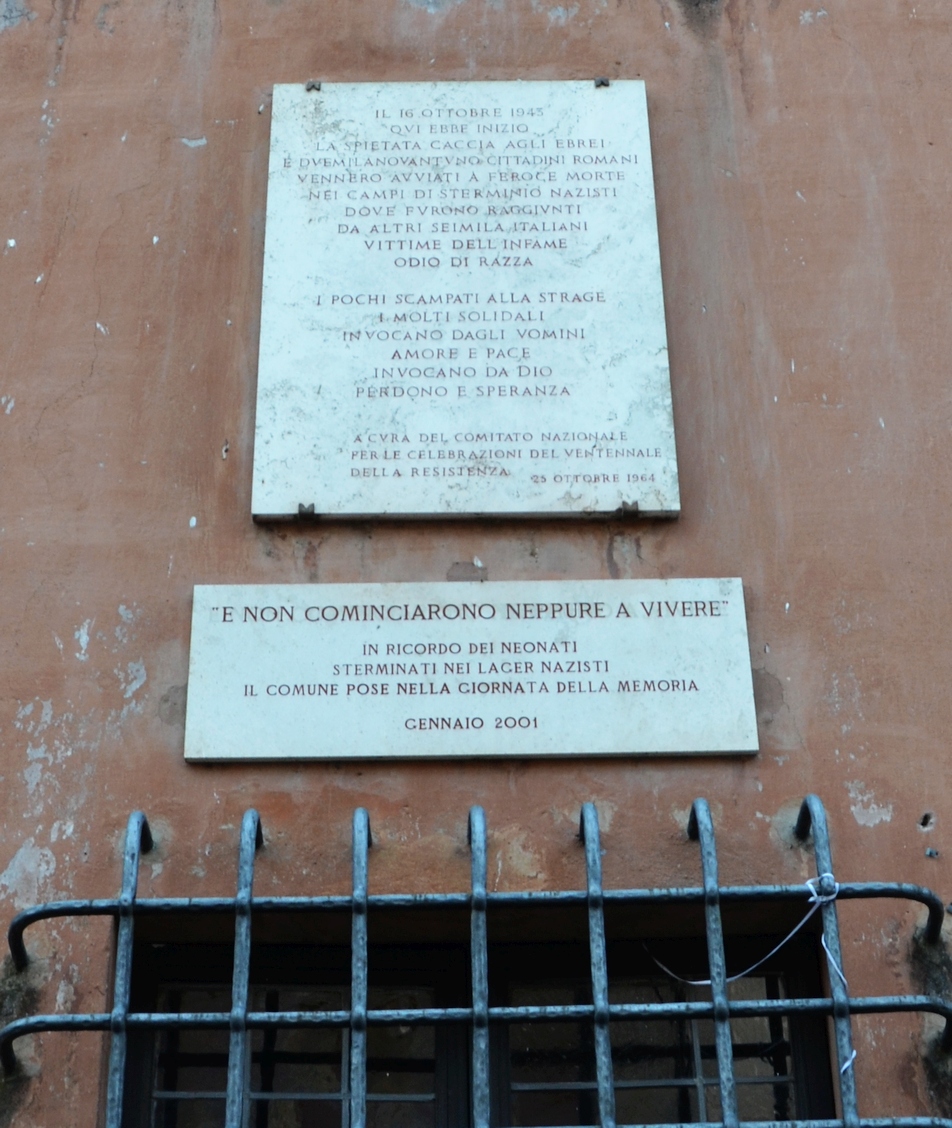 IL 16 OTTOBRE 1943
QVI EBBE INIZIO
LA SPIETATA CACCIA AGLI EBREI
E DVEMILANOVANTVNO CITTADINI ROMANI
VENNERO AVVIATI A FEROCE MORTE
NEI CAMPI DI STERMINIO NAZISTI
DOVE FVRONO RAGGIVNTI
DA ALTRI SEIMILA ITALIANI
VITTIME DELL'INFAME
ODIO DI RAZZA
I POCHI SCAMPATI ALLA STRAGE
I MOLTI SOLIDALI
INVOCANO DAGLI VOMINI
AMORE E PACE
INVOCANO DA DIO
PERDONO E SPERANZA
A CVRA DEL COMITATO NAZIONALE
PER LE CELEBRAZIONI DEL VENTENNALE
DELLA RESISTENZA
25 OTTOBRE 1964
"E NON COMINCIARONO NEPPURE A VIVERE"
IN RICORDO DEI NEONATI
STERMINATI NEI LAGER NAZISTI
IL COMUNE POSE NELLA GIORNATA DELLA MEMORIA
GENNAIO 2001